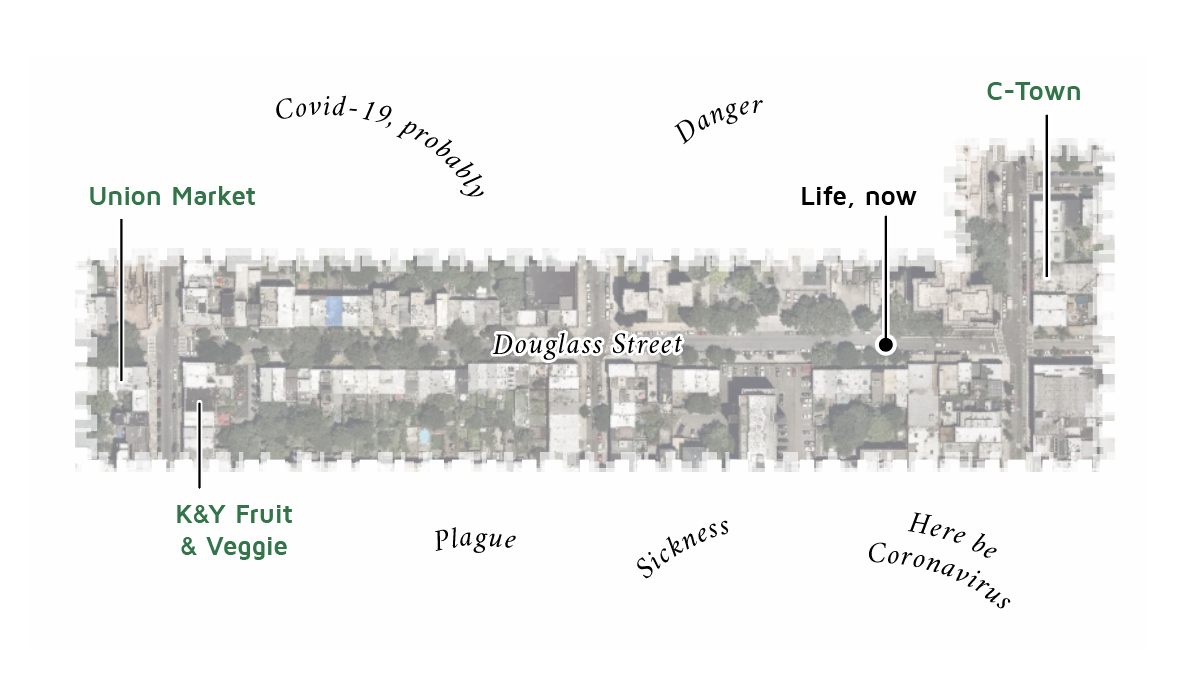 C-Town
Covid-19, probably
Danger
Union Market
Life, now
Douglass Street
K&Y Fruit
& Veggie
Plague
Sickness
Here be
Coronavirus